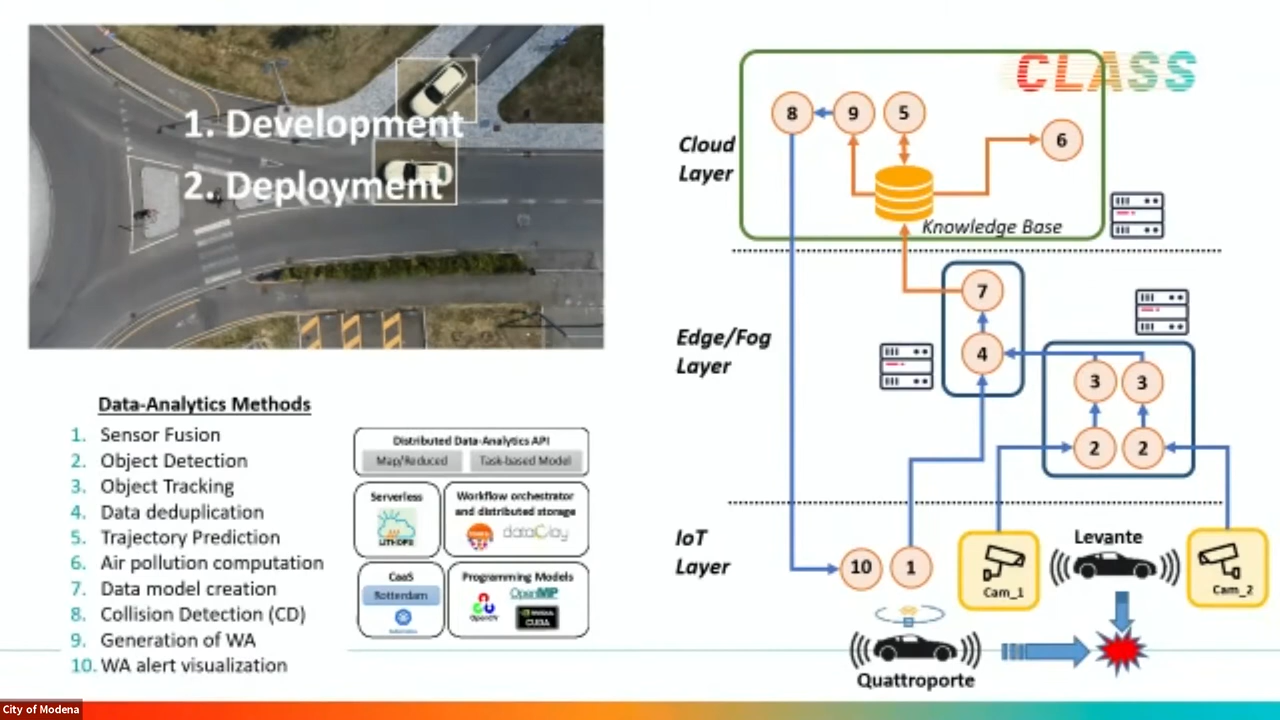 1. Development
2. Deployment
Data-Analytics Methods
1. Sensor Fusion
2. Object Detection
3. Object Tracking
4. Data deduplication
5. Trajectory Prediction
6. Air pollution computation
7. Data model creation
8. Collision Detection (CD)
9. Generation of WA
10. WA alert visualization
Distributed Data-Analytics API
Map/Reduced
Task-based Model
Serverless
LITHOPS
Workflow orchestrator
and distributed storage
dataClay
CaaS
Rotterdam
Programming Models
OpenMP
OpenCV
NVIDIA
CUDA
CLASS
Cloud
Layer
8
9
5
6
Knowledge Base
Edge/Fog
Layer
7
4
3
3
2
2
IoT
Layer
10
1
Cam_1
Levante
Cam_2
Quattroporte
City of Modena